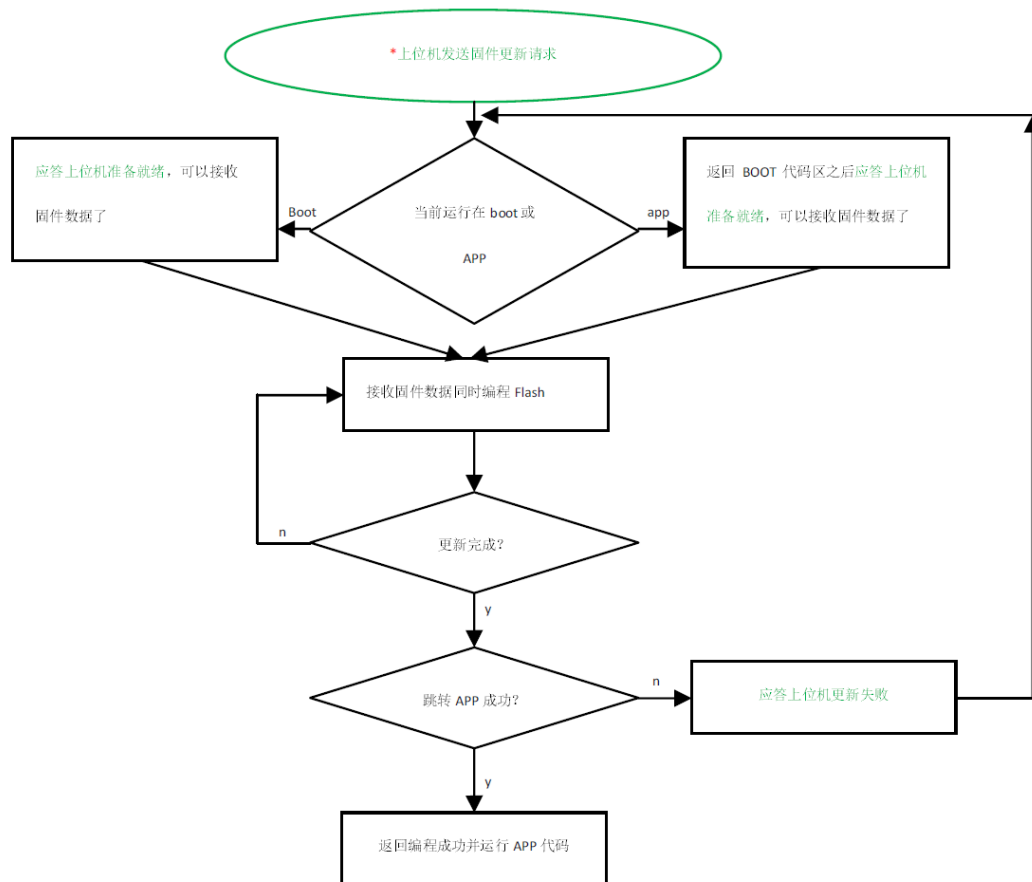 *上位机发送固件更新请求
应答上位机准备就绪，可以接收
固件数据了
Boot
当前运行在 boot 或
APP
app
返回 BOOT 代码区之后应答上位机
准备就绪，可以接收固件数据了
接收固件数据同时编程 Flash
n
更新完成？
y
跳转 APP 成功？
n
应答上位机更新失败
y
返回编程成功并运行 APP 代码